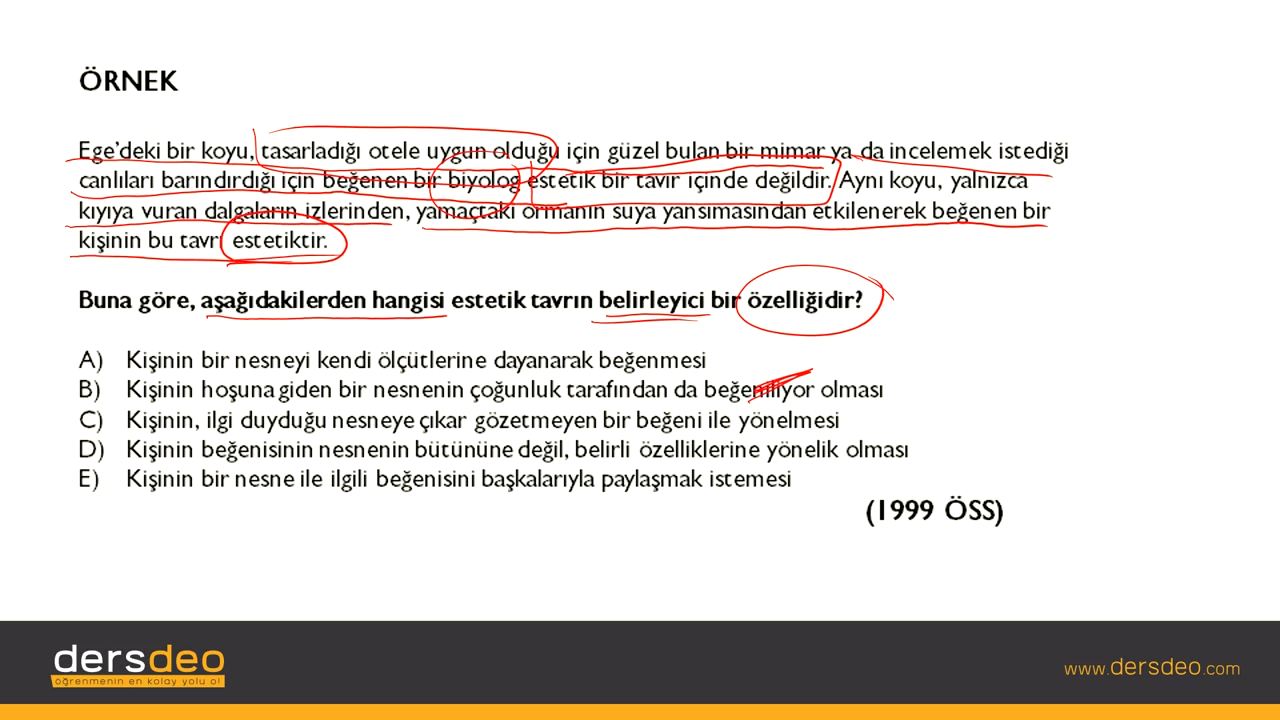 ÖRNEK
Ege'deki bir koyu, tasarladığı otele uygun olduğu için güzel bulan bir mimar ya da incelemek istediği
canlıları barındırdığı için beğenen bir biyolog estetik bir tavır içinde değildir. Aynı koyu, yalnızca
kıyıya vuran dalgaların izlerinden, yamaçtaki ormanın suya yansımasından etkilenerek beğenen bir
kişinin bu tavrı estetiktir.
Buna göre, aşağıdakilerden hangisi estetik tavrın belirleyici bir özelliğidir?
A) Kişinin bir nesneyi kendi ölçütlerine dayanarak beğenmesi
B) Kişinin hoşuna giden bir nesnenin çoğunluk tarafından da beğeniliyor olması
C) Kişinin, ilgi duyduğu nesneye çıkar gözetmeyen bir beğeni ile yönelmesi
D) Kişinin beğenisinin nesnenin bütününe değil, belirli özelliklerine yönelik olması
E) Kişinin bir nesne ile ilgili beğenisini başkalarıyla paylaşmak istemesi
(1999 ÖSS)
dersdeo
öğrenmenin en kolay yolu o!
www.dersdeo.com